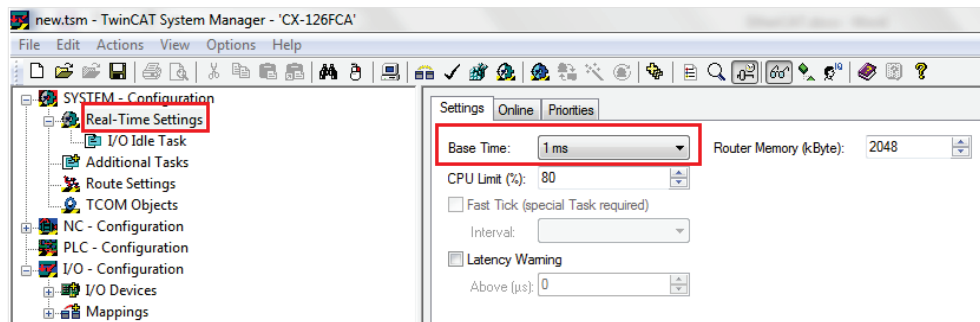 new.tsm - TwinCAT System Manager - 'CX-126FCA'
File Edit Actions View Options Help
SYSTEM - Configuration
Real-Time Settings
I/O Idle Task
Additional Tasks
Route Settings
TCOM Objects
NC - Configuration
PLC - Configuration
I/O - Configuration
I/O Devices
Mappings
Settings Online Priorities
Base Time: 1 ms Router Memory (kByte): 2048
CPU Limit (%): 80
Fast Tick (special Task required)
Interval:
Latency Warning
Above (µs): 0